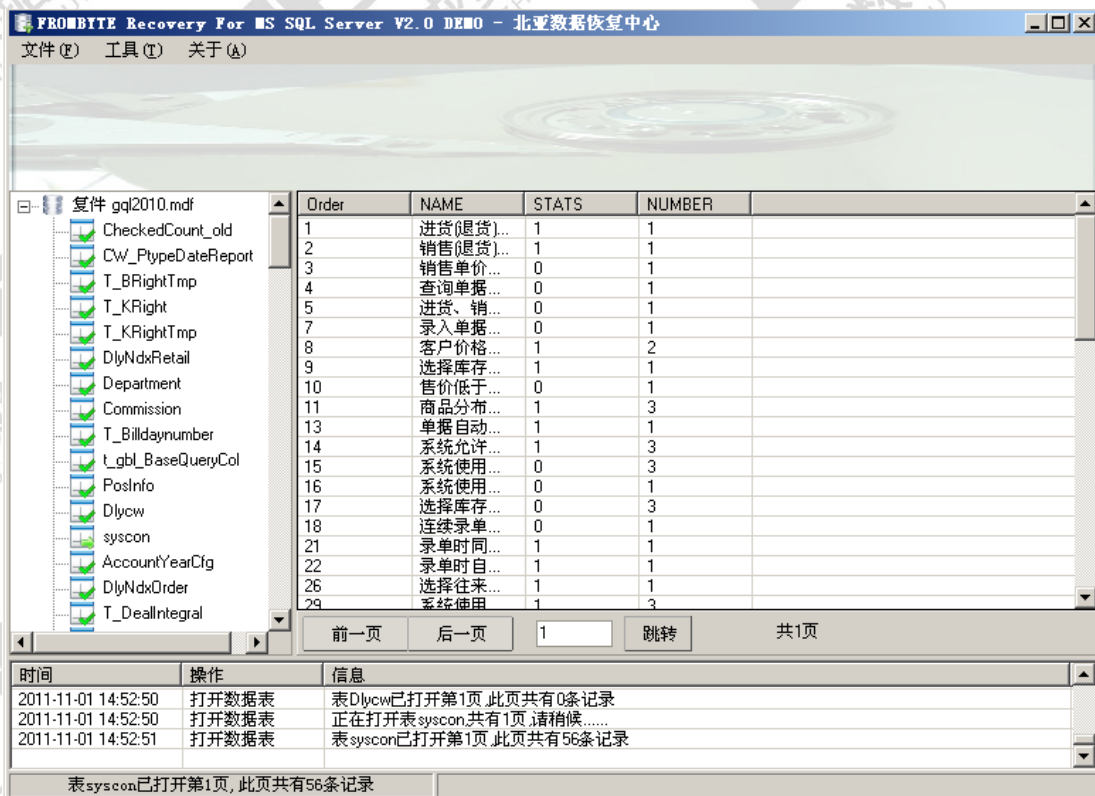 FROMBYTE Recovery For MS SQL Server V2.0 DEMO - 北亚数据恢复中心
文件(F) 工具(T) 关于(A)
复件 gql2010.mdf
CheckedCount_old
CW_PtypeDateReport
T_BRightTmp
T_KRight
T_KRightTmp
DlyNdxRetail
Department
Commission
T_Billdaynumber
t_gbl_BaseQueryCol
PosInfo
Dlycw
syscon
AccountYearCfg
DlyNdxOrder
T_DealIntegral
Order NAME STATS NUMBER
1 进货(退货)... 1 1
2 销售(退货)... 1 1
3 销售单价... 0 1
4 查询单据... 0 1
5 进货、销... 0 1
7 录入单据... 0 1
8 客户价格... 1 2
9 选择库存... 1 1
10 售价低于... 0 1
11 商品分布... 1 3
13 单据自动... 1 1
14 系统允许... 1 3
15 系统使用... 0 3
16 系统使用... 0 1
17 选择库存... 0 3
18 连续录单... 0 1
21 录单时同... 1 1
22 录单时自... 1 1
26 选择往来... 1 1
29 系统使用 1 3
前一页 后一页 1 跳转 共1页
时间 操作 信息
2011-11-01 14:52:50 打开数据表 表Dlycw已打开第1页,此页共有0条记录
2011-11-01 14:52:50 打开数据表 正在打开表syscon,共有1页,请稍候......
2011-11-01 14:52:51 打开数据表 表syscon已打开第1页,此页共有56条记录
表syscon已打开第1页,此页共有56条记录